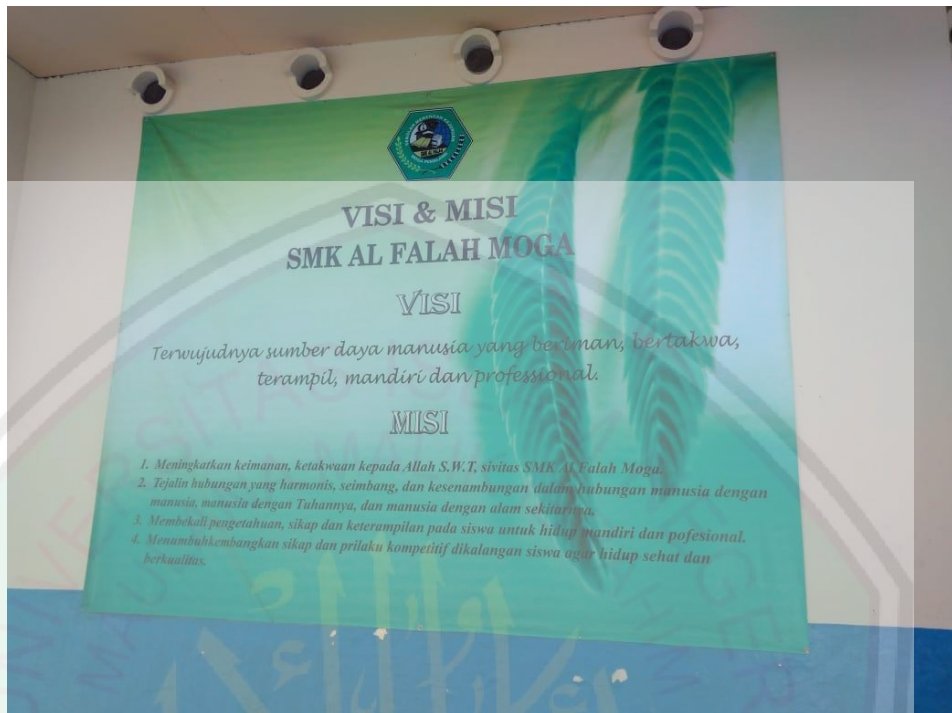 VISI & MISI
SMK AL FALAH MOGA
VISI
Terwujudnya sumber daya manusia yang beriman, bertakwa,
terampil, mandiri dan professional.
MISI
1. Meningkatkan keimanan, ketakwaan kepada Allah S.W.T, sivitas SMK Al Falah Moga.
2. Tejalin hubungan yang harmonis, seimbang, dan kesenambungan dalam hubungan manusia dengan
manusia, manusia dengan Tuhannya, dan manusia dengan alam sekitarnya.
3. Membekali pengetahuan, sikap dan keterampilan pada siswa untuk hidup mandiri dan pofesional.
4. Menumbuhkembangkan sikap dan prilaku kompetitif dikalangan siswa agar hidup sehat dan
berkualitas.